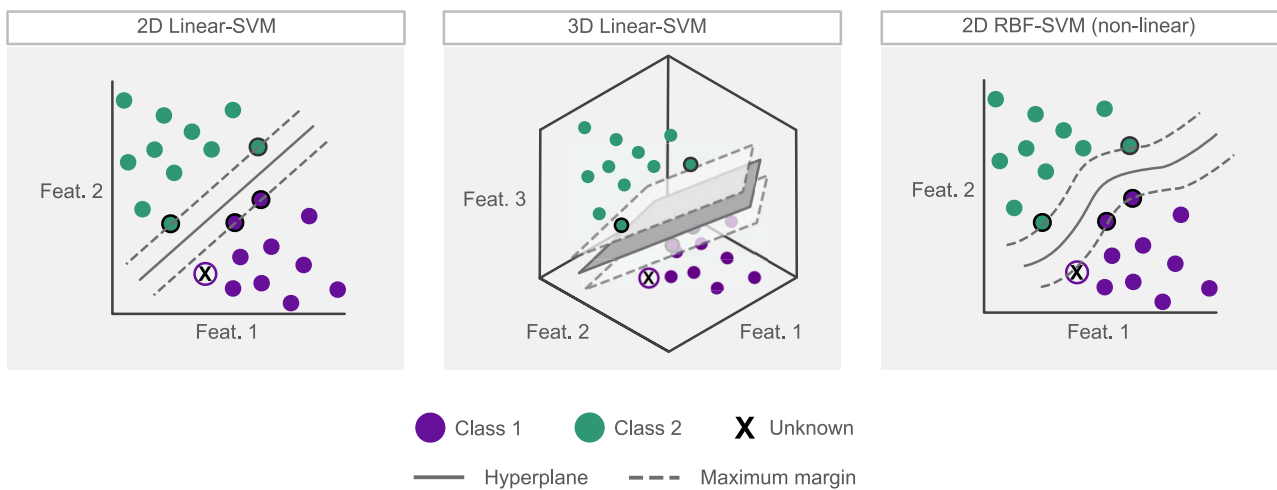 2D Linear-SVM
3D Linear-SVM
2D RBF-SVM (non-linear)
Feat. 2
Feat. 1
X
Feat. 3
Feat. 2
Feat. 1
X
Feat. 2
Feat. 1
X
Class 1
Class 2
X Unknown
Hyperplane
Maximum margin